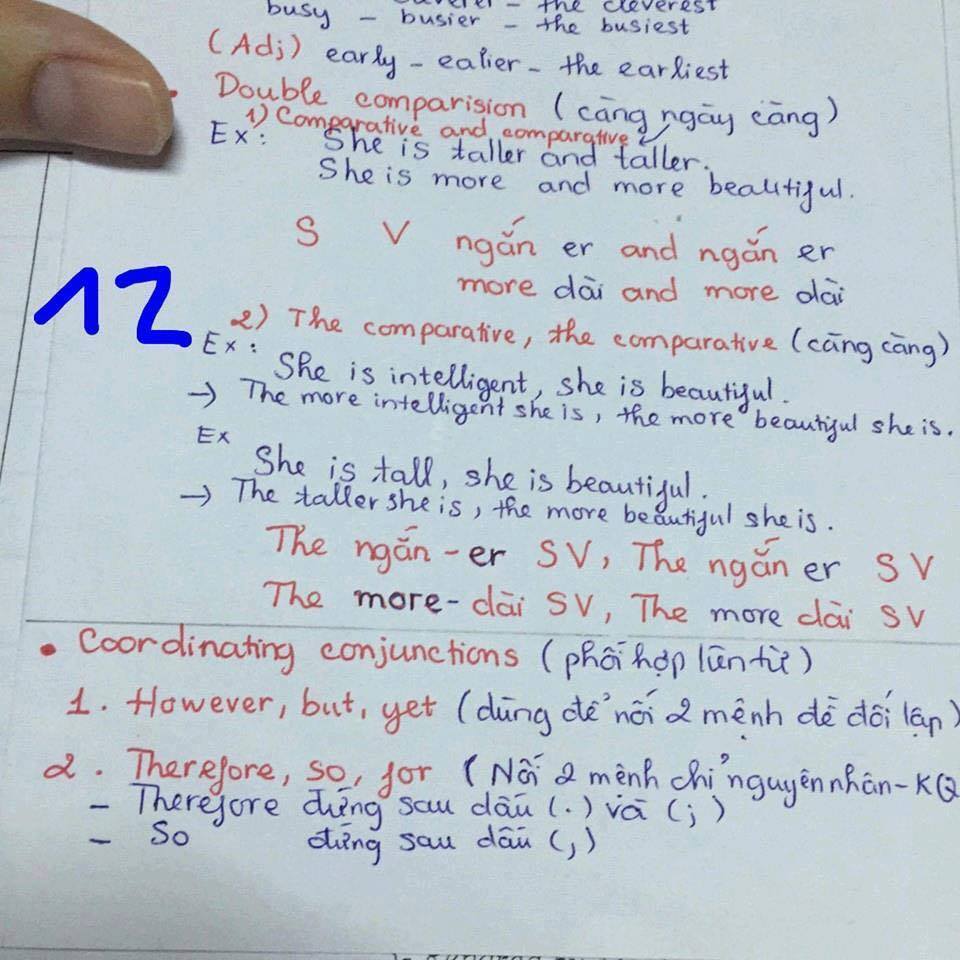 the cleverest
busy - busier - the busiest
(Adj) early - ealier - the earliest
• Double comparision (càng ngày càng)
1) Comparative and comparative
Ex: She is taller and taller.
She is more and more beautiful.
S V ngắn er and ngắn er
more dài and more dài
12
2) The comparative, the comparative (càng càng)
Ex:
She is intelligent, she is beautiful.
→ The more intelligent she is, the more beautiful she is.
Ex
She is tall, she is beautiful.
→ The taller she is, the more beautiful she is.
The ngắn - er S V, The ngắn er S V
The more - dài SV, The more dài SV
• Coordinating conjunctions (phối hợp liên từ)
1. However, but, yet (dùng để nối 2 mệnh đề đối lập)
2. Therefore, so, for (Nối 2 mệnh chỉ nguyên nhân - KQ
- Therefore đứng sau dấu (.) và (;)
- So đứng sau dấu (,)